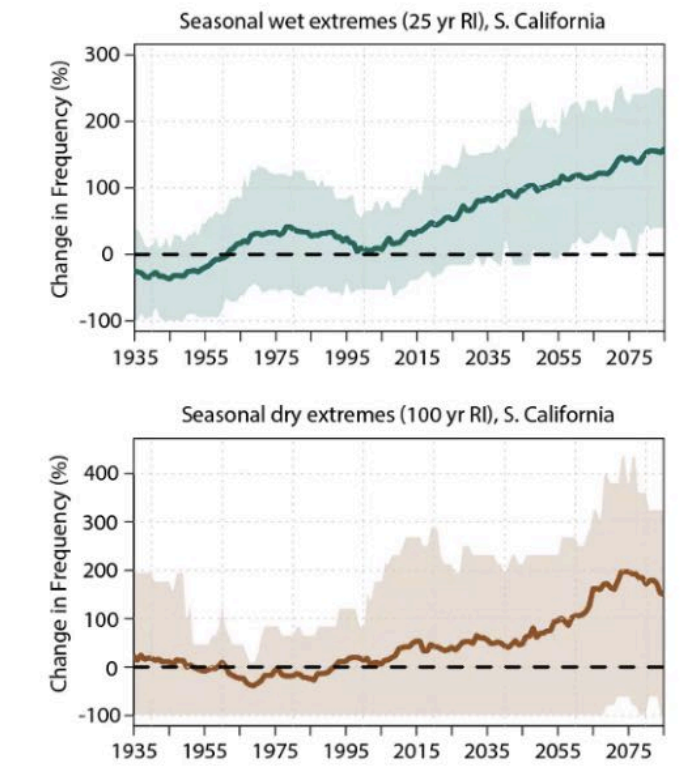 Seasonal wet extremes (25 yr RI), S. California
Change in Frequency (%)
300
200
100
0
-100
1935 1955 1975 1995 2015 2035 2055 2075
Seasonal dry extremes (100 yr RI), S. California
Change in Frequency (%)
400
300
200
100
0
-100
1935 1955 1975 1995 2015 2035 2055 2075